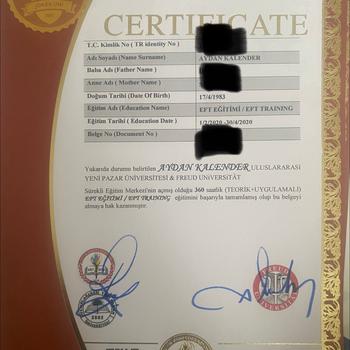 CERTIFICATE
T.C. Kimlik No ( TR identity No )
Adı Soyadı (Name Surname) AYDAN KALENDER
Baba Adı (Father Name )
Anne Adı ( Mother Name)
Doğum Tarihi (Date Of Birth) 17/4/1983
Eğitim Adı (Education Name) EFT EĞİTİMİ / EFT TRAINING
Eğitim Tarihi ( Education Date ) 1/2/2020 -30/4/2020
Belge No (Document No )
Yukarıda durumu belirtilen AYDAN KALENDER ULUSLARARASI
YENİ PAZAR ÜNİVERSİTESİ & FREUD UNiVERSITÄT
Sürekli Eğitim Merkezi'nin açmış olduğu 360 saatlik (TEORİK+UYGULAMALI)
EFT EĞİTİMİ / EFT TRAINING eğitimini başarıyla tamamlamış olup bu belgeyi
almaya hak kazanmıştır.
2002
FREUD